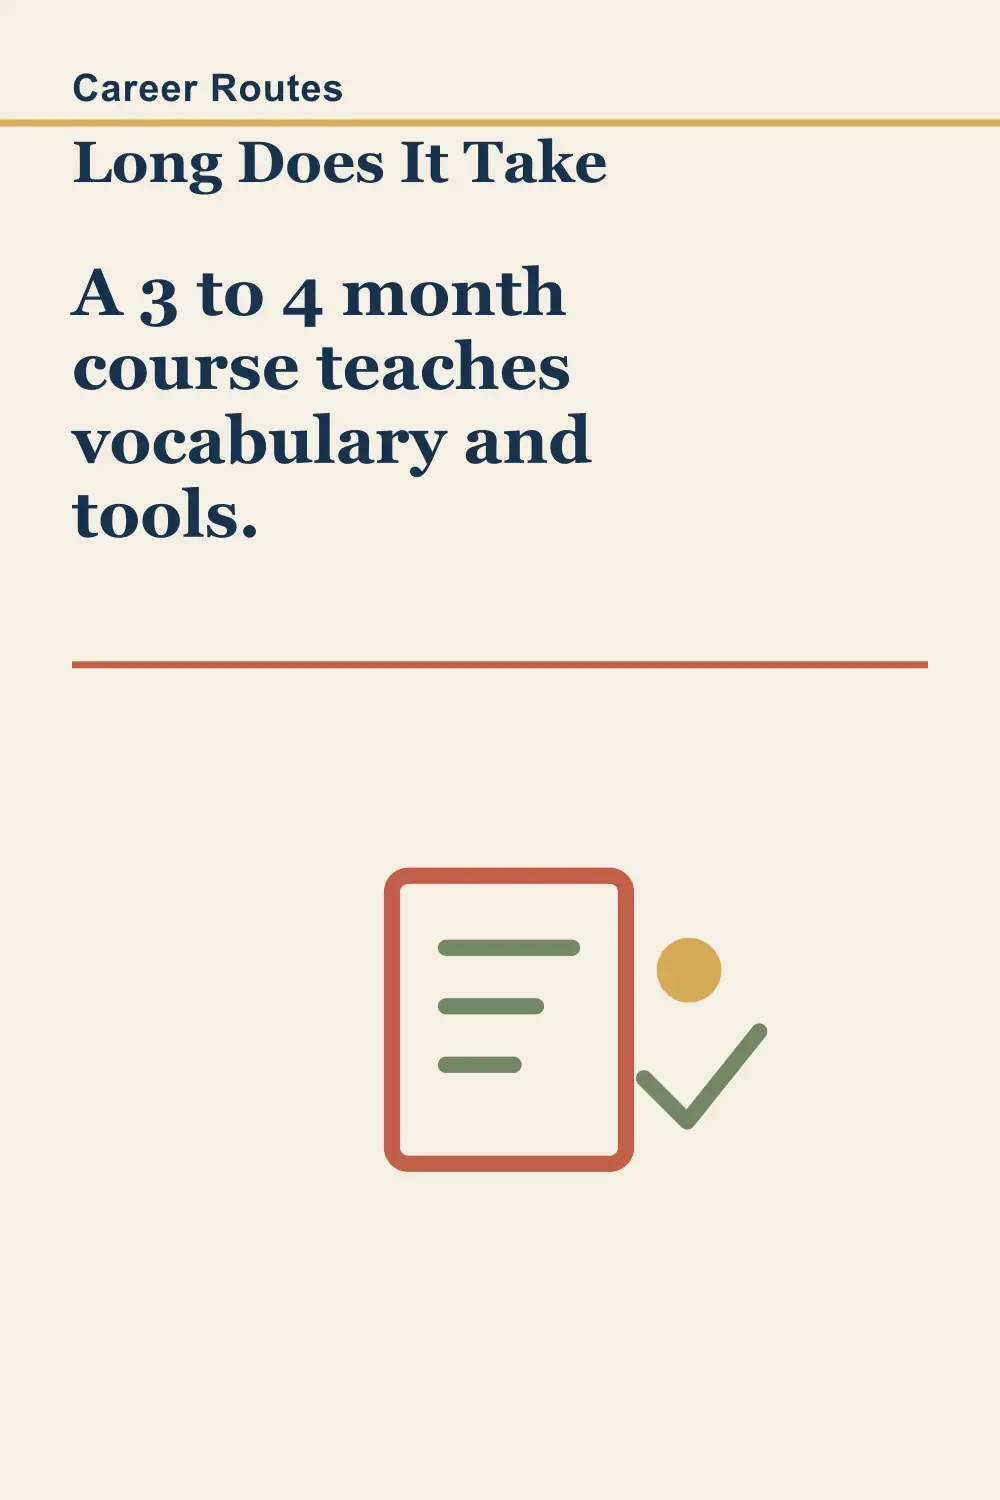 Career Routes
Long Does It Take
A 3 to 4 month
course teaches
vocabulary and
tools.